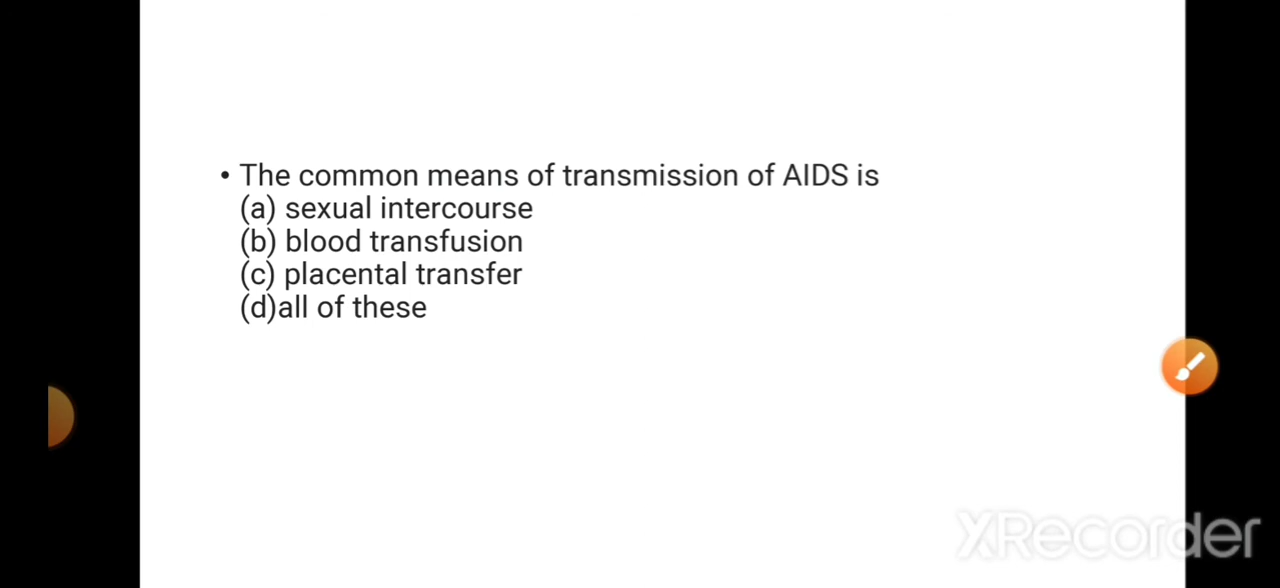 • The common means of transmission of AIDS is
(a) sexual intercourse
(b) blood transfusion
(c) placental transfer
(d)all of these
XRecorder